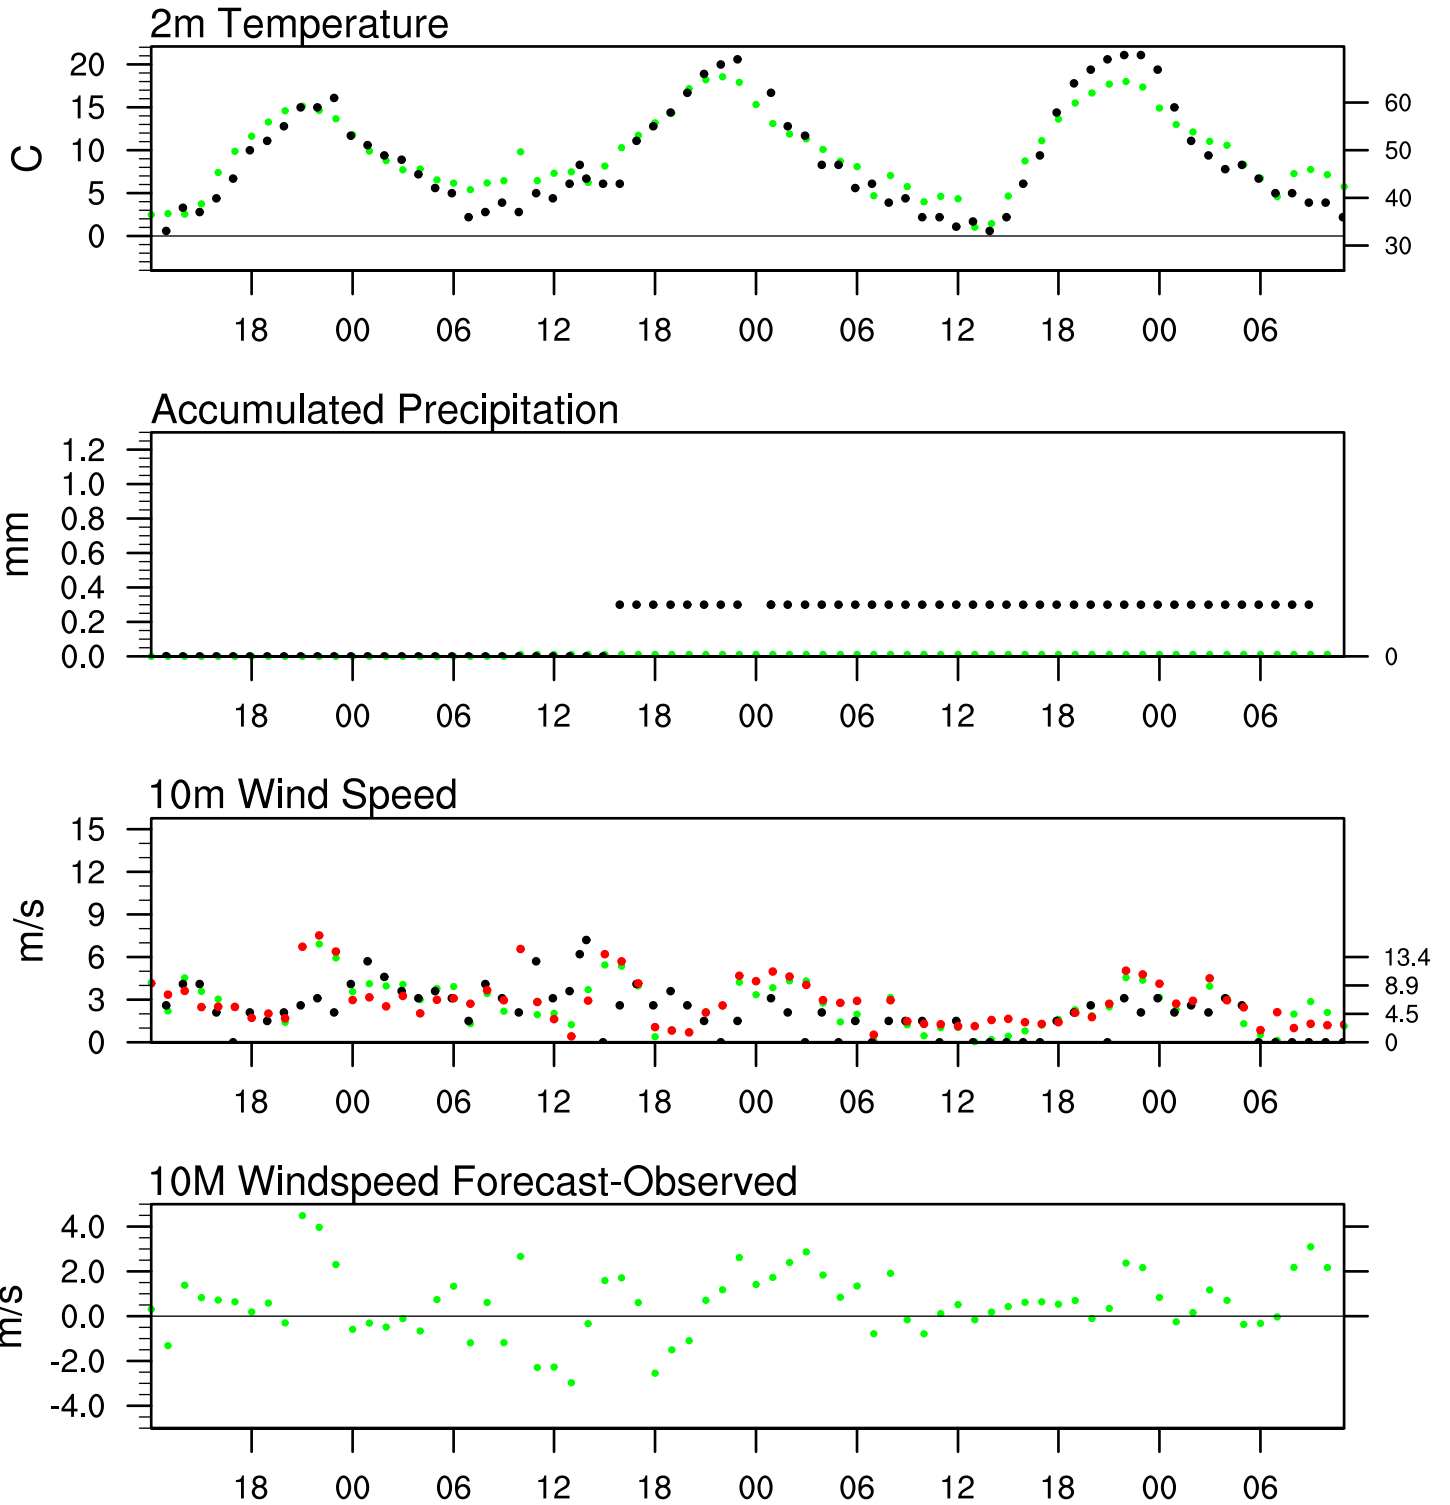 2m Temperature
20
15
10
5
0
C
60
50
40
30
18 00 06 12 18 00 06 12 18 00 06
Accumulated Precipitation
1.2
1.0
0.8
0.6
0.4
0.2
0.0
mm
0
18 00 06 12 18 00 06 12 18 00 06
10m Wind Speed
15
12
9
6
3
0
m/s
13.4
8.9
4.5
0
18 00 06 12 18 00 06 12 18 00 06
10M Windspeed Forecast-Observed
4.0
2.0
0.0
-2.0
-4.0
m/s
18 00 06 12 18 00 06 12 18 00 06